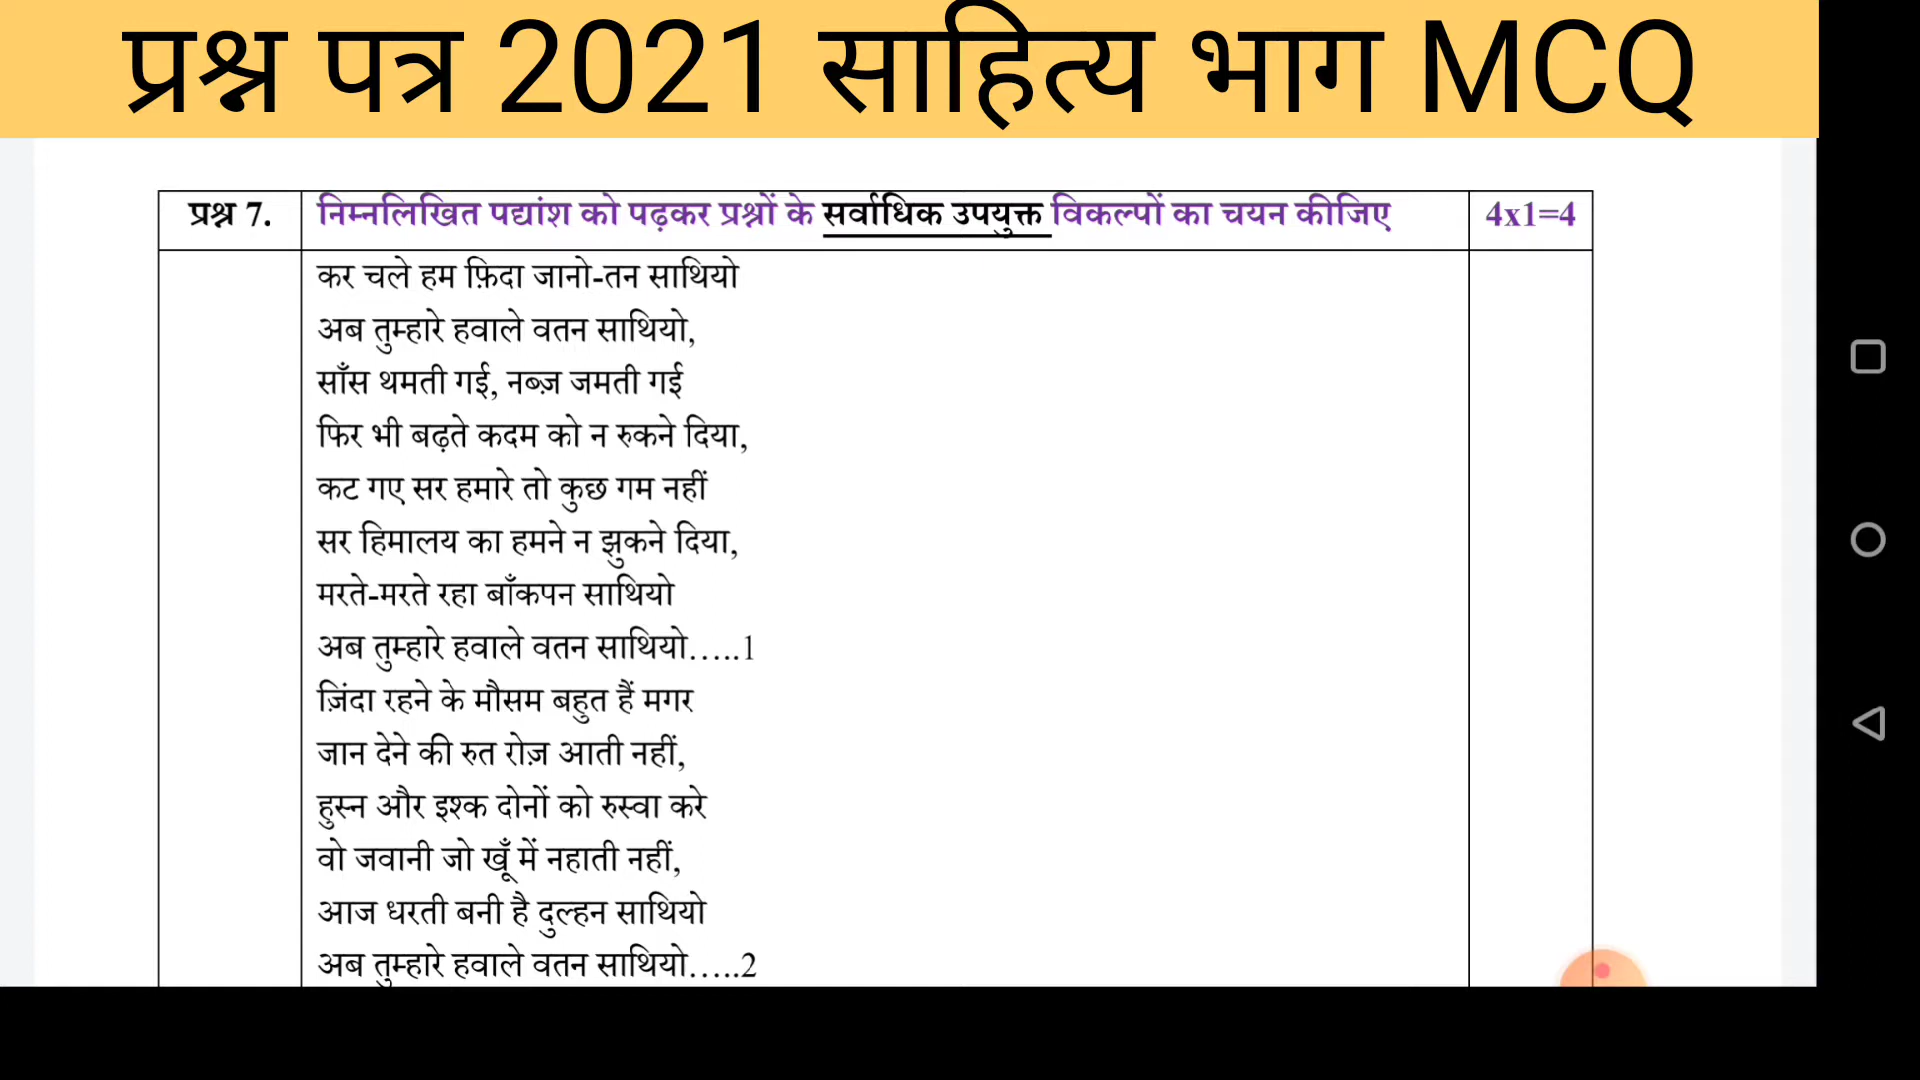 प्रश्न पत्र 2021 साहित्य भाग MCQ
प्रश्न 7. निम्नलिखित पद्यांश को पढ़कर प्रश्नों के सर्वाधिक उपयुक्त विकल्पों का चयन कीजिए 4x1=4
कर चले हम फ़िदा जानो-तन साथियो
अब तुम्हारे हवाले वतन साथियो,
साँस थमती गई, नब्ज़ जमती गई
फिर भी बढ़ते कदम को न रुकने दिया,
कट गए सर हमारे तो कुछ गम नहीं
सर हिमालय का हमने न झुकने दिया,
मरते-मरते रहा बाँकपन साथियो
अब तुम्हारे हवाले वतन साथियो.....1
ज़िंदा रहने के मौसम बहुत हैं मगर
जान देने की रुत रोज़ आती नहीं,
हुस्न और इश्क दोनों को रुस्वा करे
वो जवानी जो खूँ में नहाती नहीं,
आज धरती बनी है दुल्हन साथियो
अब तुम्हारे हवाले वतन साथियो.....2